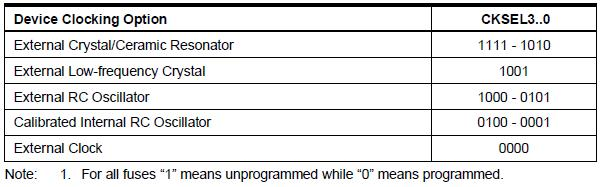 Device Clocking Option CKSEL3..0
External Crystal/Ceramic Resonator 1111 - 1010
External Low-frequency Crystal 1001
External RC Oscillator 1000 - 0101
Calibrated Internal RC Oscillator 0100 - 0001
External Clock 0000
Note: 1. For all fuses “1” means unprogrammed while “0” means programmed.